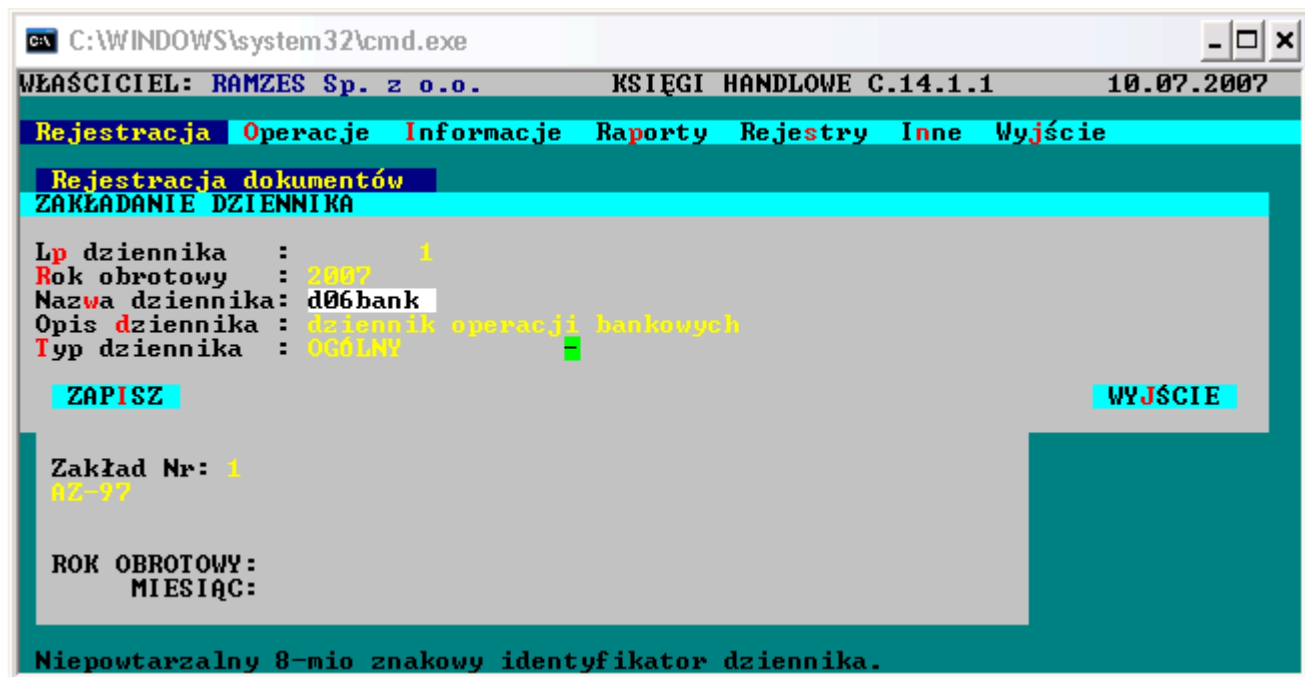 C:\WINDOWS\system32\cmd.exe
WŁAŚCICIEL: RAMZES Sp. z o.o. KSIĘGI HANDLOWE C.14.1.1 10.07.2007
Rejestracja Operacje Informacje Raporty Rejestry Inne Wyjście
Rejestracja dokumentów
ZAKŁADANIE DZIENNIKA
Lp dziennika : 1
Rok obrotowy : 2007
Nazwa dziennika: d06bank
Opis dziennika : dziennik operacji bankowych
Typ dziennika : OGÓLNY -
ZAPISZ WYJŚCIE
Zakład Nr: 1
AZ-97
ROK OBROTOWY:
MIESIĄC:
Niepowtarzalny 8-mio znakowy identyfikator dziennika.